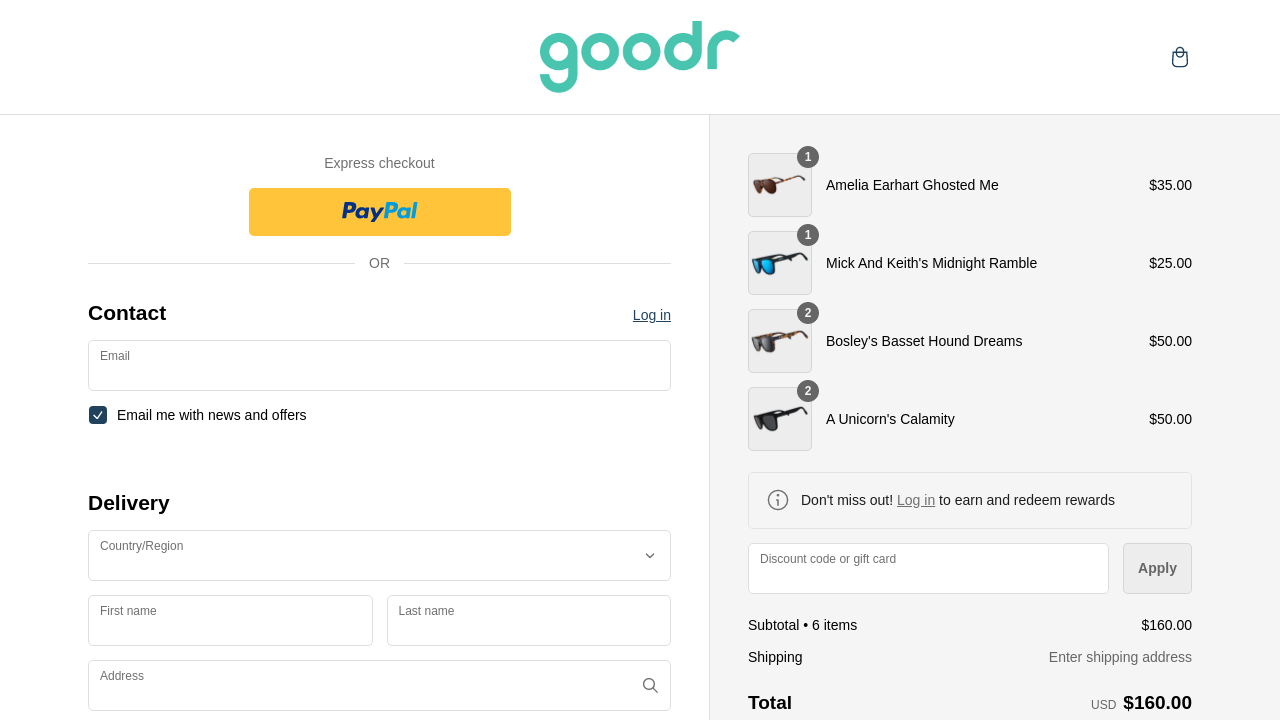 goodr
Express checkout
PayPal
OR
Contact
Log in
Email
Email me with news and offers
Delivery
Country/Region
First name
Last name
Address
1
Amelia Earhart Ghosted Me
$35.00
1
Mick And Keith's Midnight Ramble
$25.00
2
Bosley's Basset Hound Dreams
$50.00
2
A Unicorn's Calamity
$50.00
Don't miss out! Log in to earn and redeem rewards
Discount code or gift card
Apply
Subtotal • 6 items
$160.00
Shipping
Enter shipping address
Total
USD $160.00